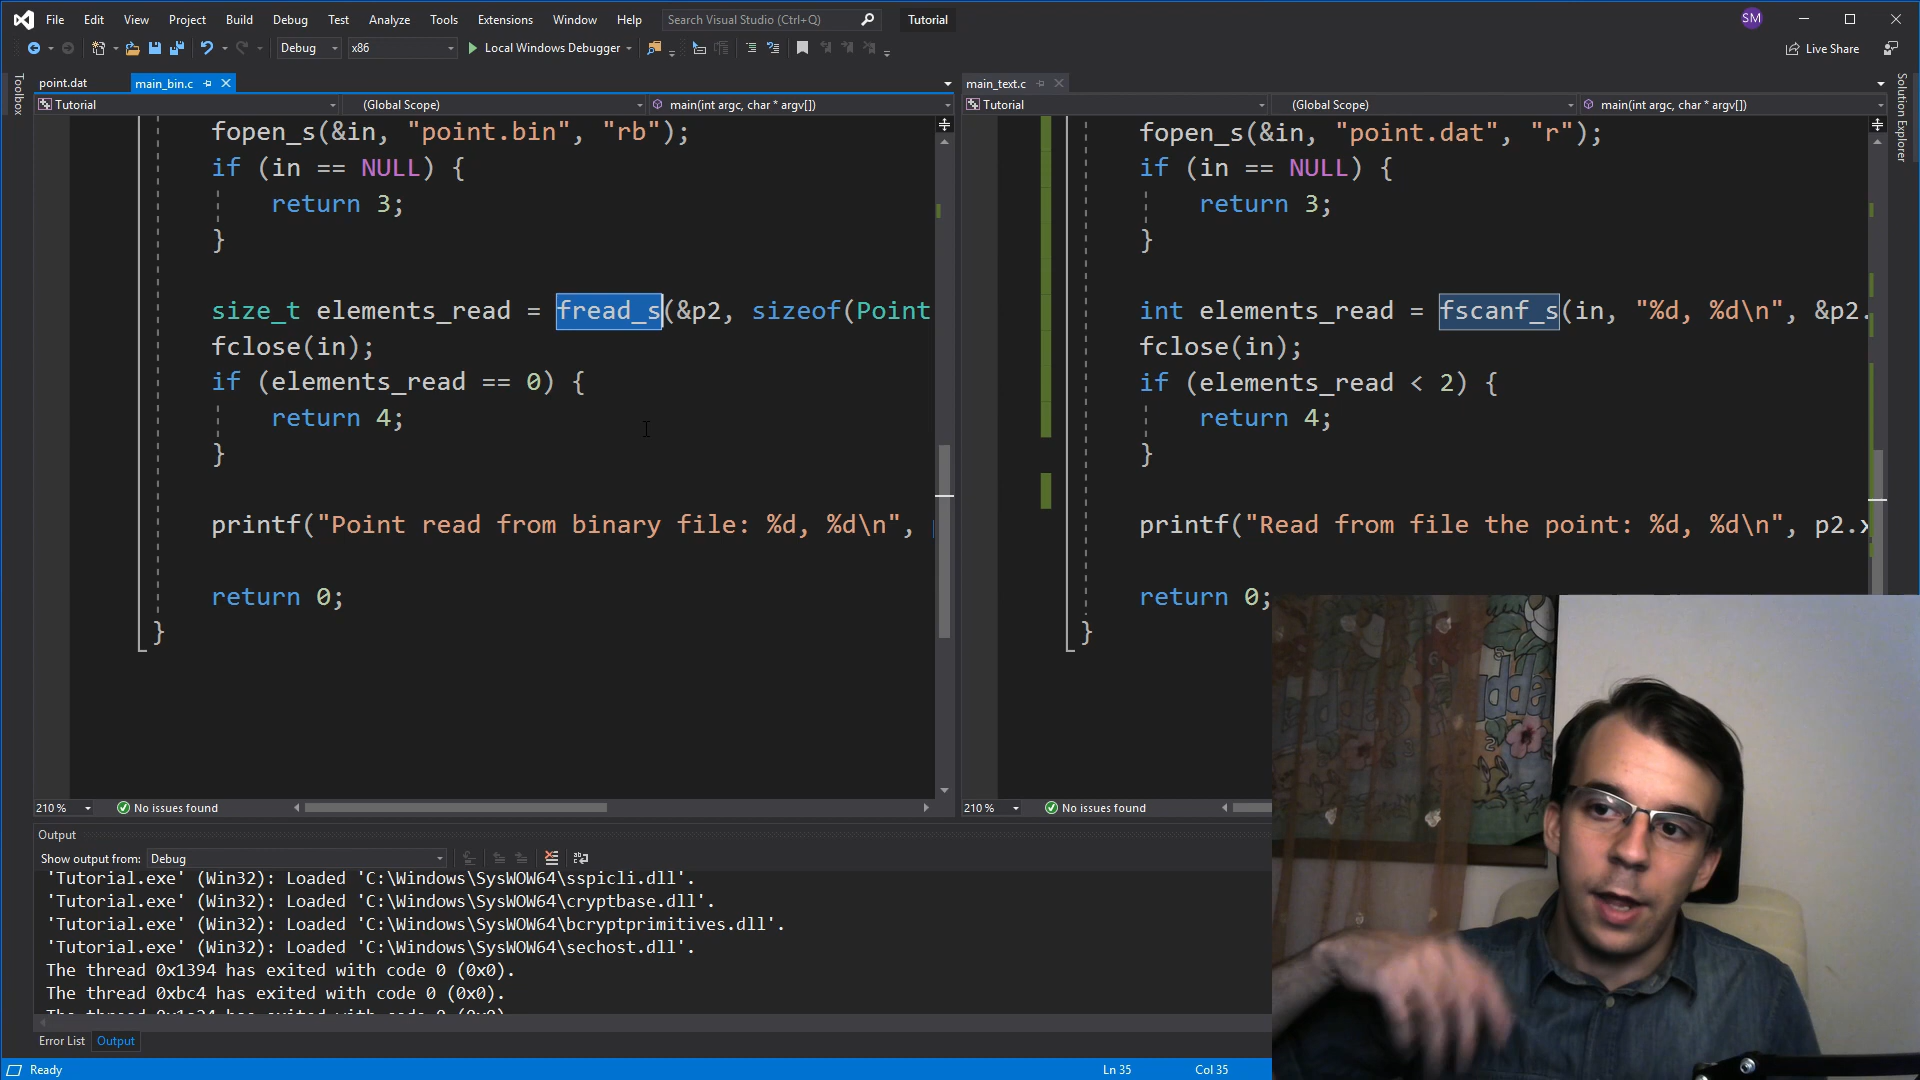 File Edit View Project Build Debug Test Analyze Tools Extensions Window Help Search Visual Studio (Ctrl+Q) Tutorial SM
Debug x86 Local Windows Debugger Live Share
Toolbox
point.dat main_bin.c
Tutorial (Global Scope) main(int argc, char * argv[])
fopen_s(&in, "point.bin", "rb");
if (in == NULL) {
return 3;
}
size_t elements_read = fread_s(&p2, sizeof(Point
fclose(in);
if (elements_read == 0) {
return 4;
}
printf("Point read from binary file: %d, %d\n",
return 0;
}
210 % No issues found
main_text.c
Tutorial (Global Scope) main(int argc, char * argv[])
fopen_s(&in, "point.dat", "r");
if (in == NULL) {
return 3;
}
int elements_read = fscanf_s(in, "%d, %d\n", &p2.
fclose(in);
if (elements_read < 2) {
return 4;
}
printf("Read from file the point: %d, %d\n", p2.x
return 0;
}
210 % No issues found
Solution Explorer
Output
Show output from: Debug
'Tutorial.exe' (Win32): Loaded 'C:\Windows\SysWOW64\sspicli.dll'.
'Tutorial.exe' (Win32): Loaded 'C:\Windows\SysWOW64\cryptbase.dll'.
'Tutorial.exe' (Win32): Loaded 'C:\Windows\SysWOW64\bcryptprimitives.dll'.
'Tutorial.exe' (Win32): Loaded 'C:\Windows\SysWOW64\sechost.dll'.
The thread 0x1394 has exited with code 0 (0x0).
The thread 0xbc4 has exited with code 0 (0x0).
Error List Output
Ready Ln 35 Col 35